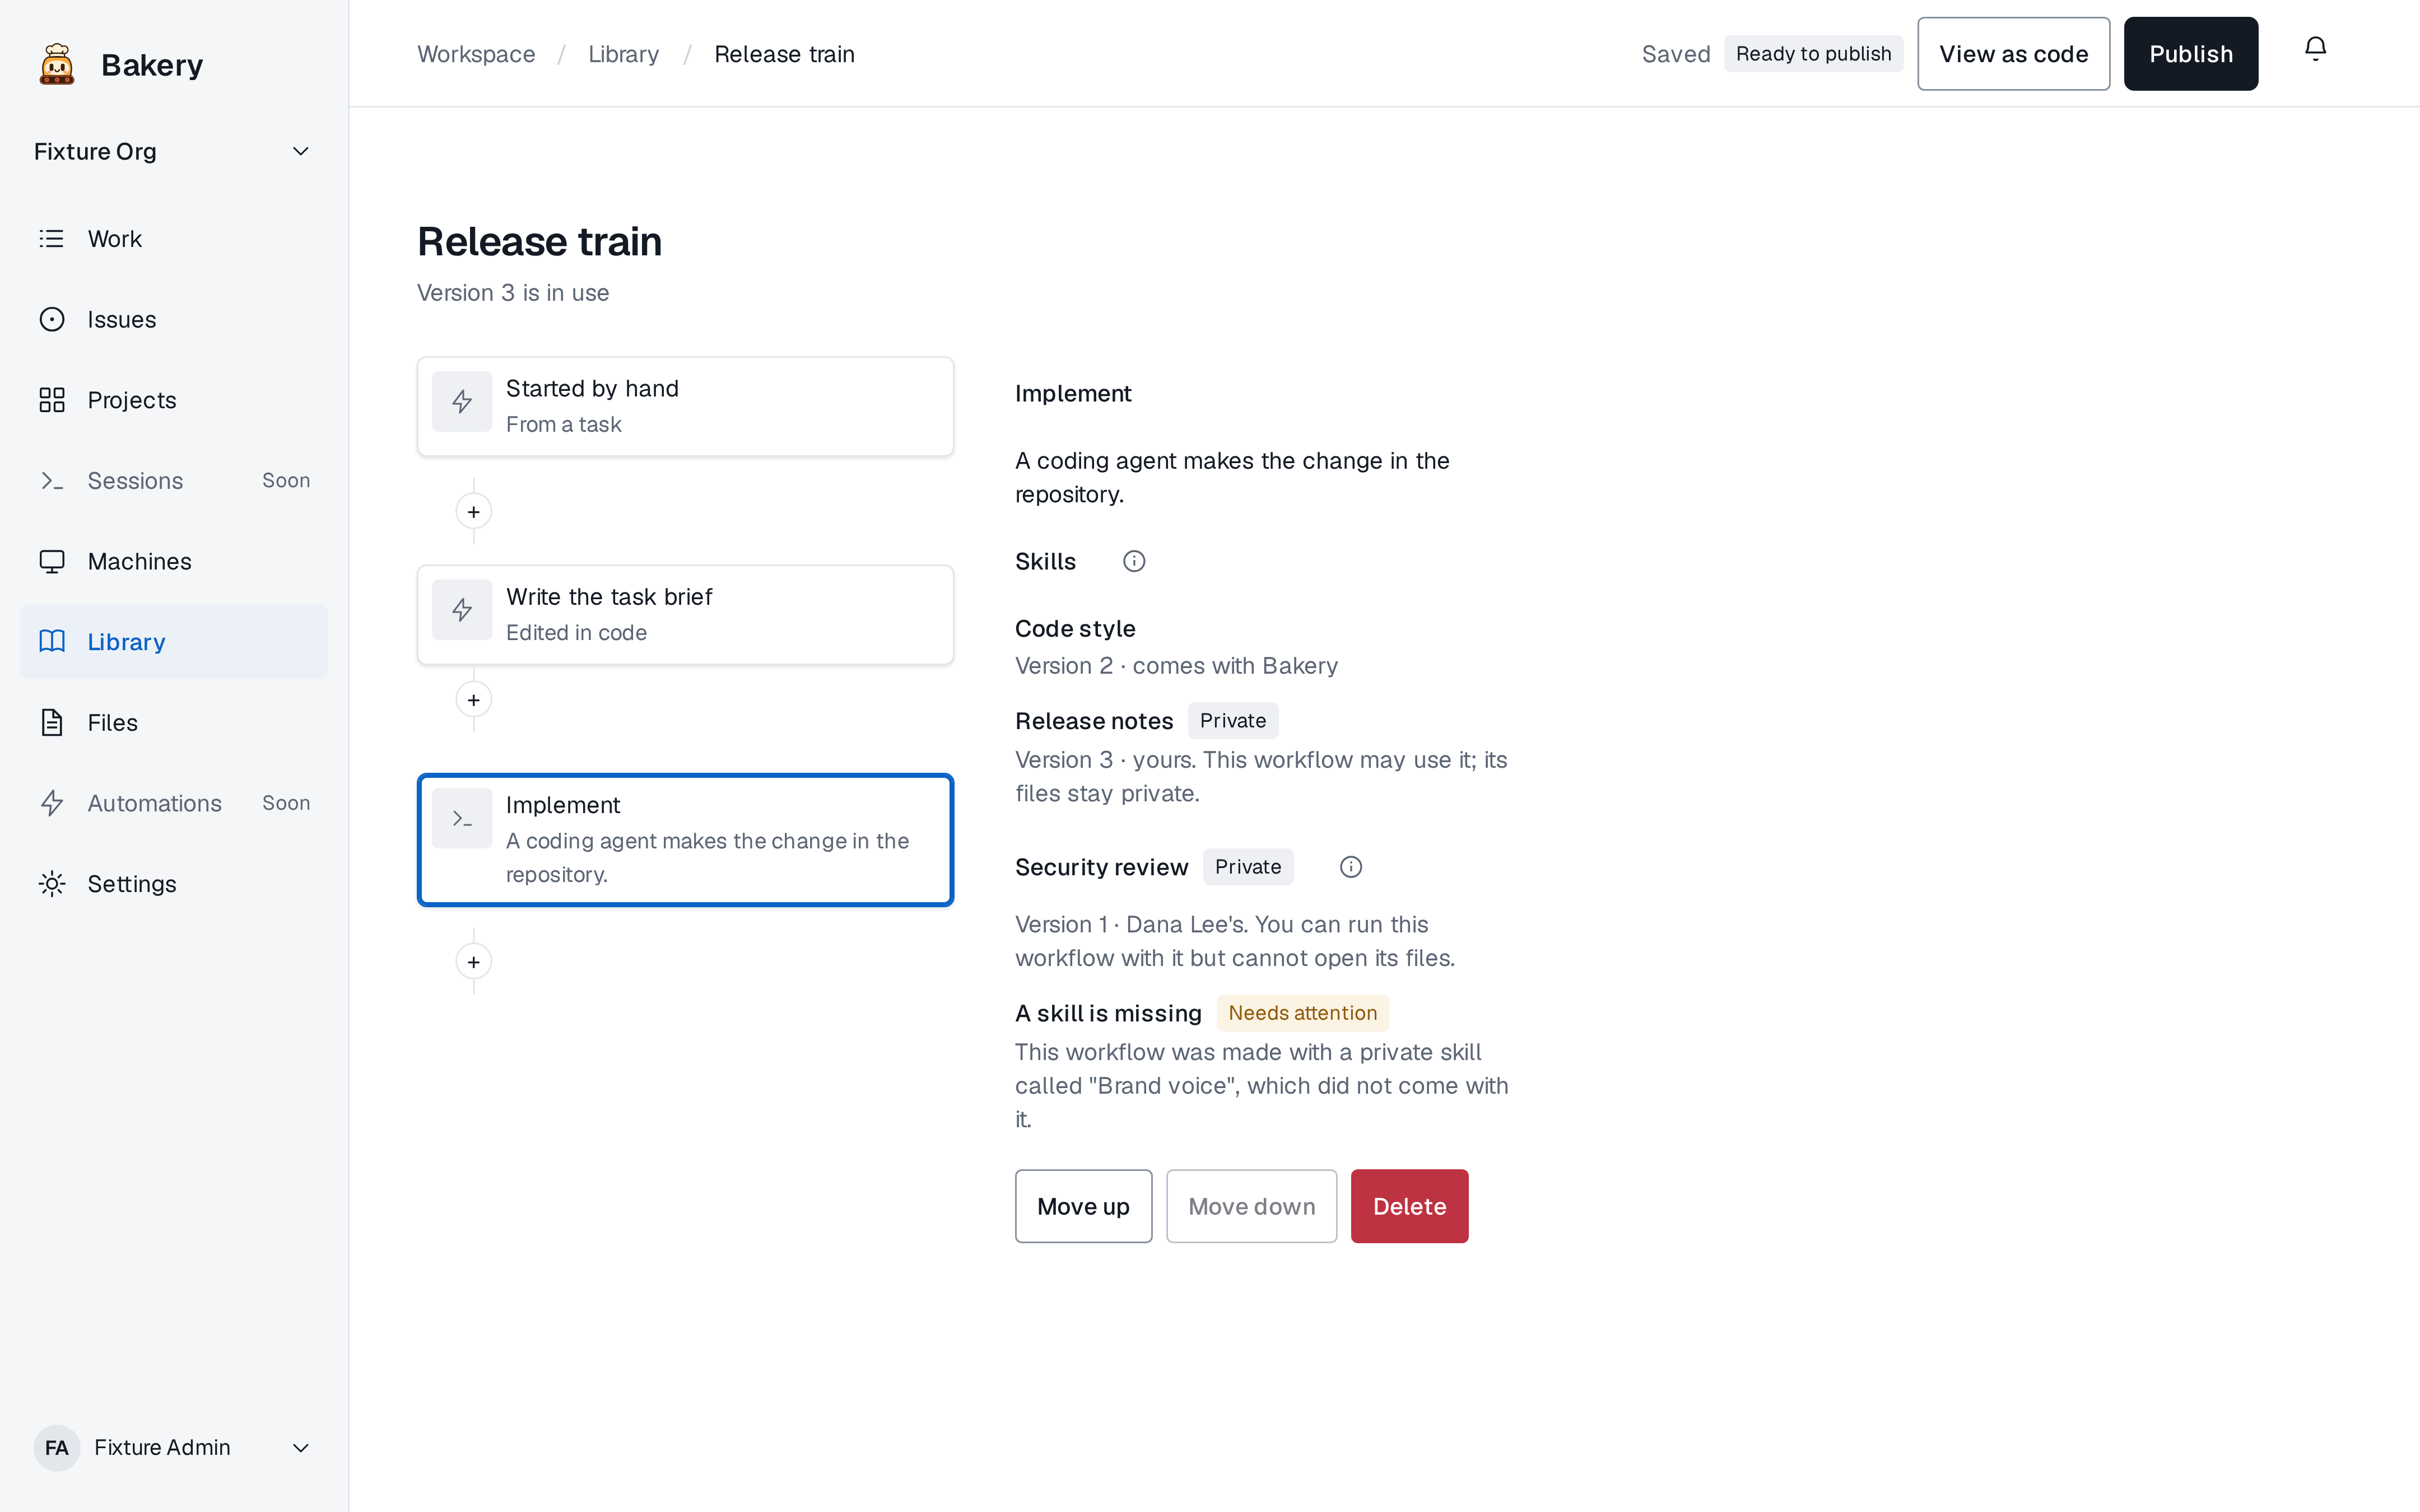 Bakery
Fixture Org
Work
Issues
Projects
Sessions Soon
Machines
Library
Files
Automations Soon
Settings
FA Fixture Admin
Workspace / Library / Release train
Saved Ready to publish View as code Publish
Release train
Version 3 is in use
Started by hand
From a task
+
Write the task brief
Edited in code
+
Implement
A coding agent makes the change in the
repository.
+
Implement
A coding agent makes the change in the
repository.
Skills
Code style
Version 2 · comes with Bakery
Release notes Private
Version 3 · yours. This workflow may use it; its
files stay private.
Security review Private
Version 1 · Dana Lee's. You can run this
workflow with it but cannot open its files.
A skill is missing Needs attention
This workflow was made with a private skill
called "Brand voice", which did not come with
it.
Move up Move down Delete